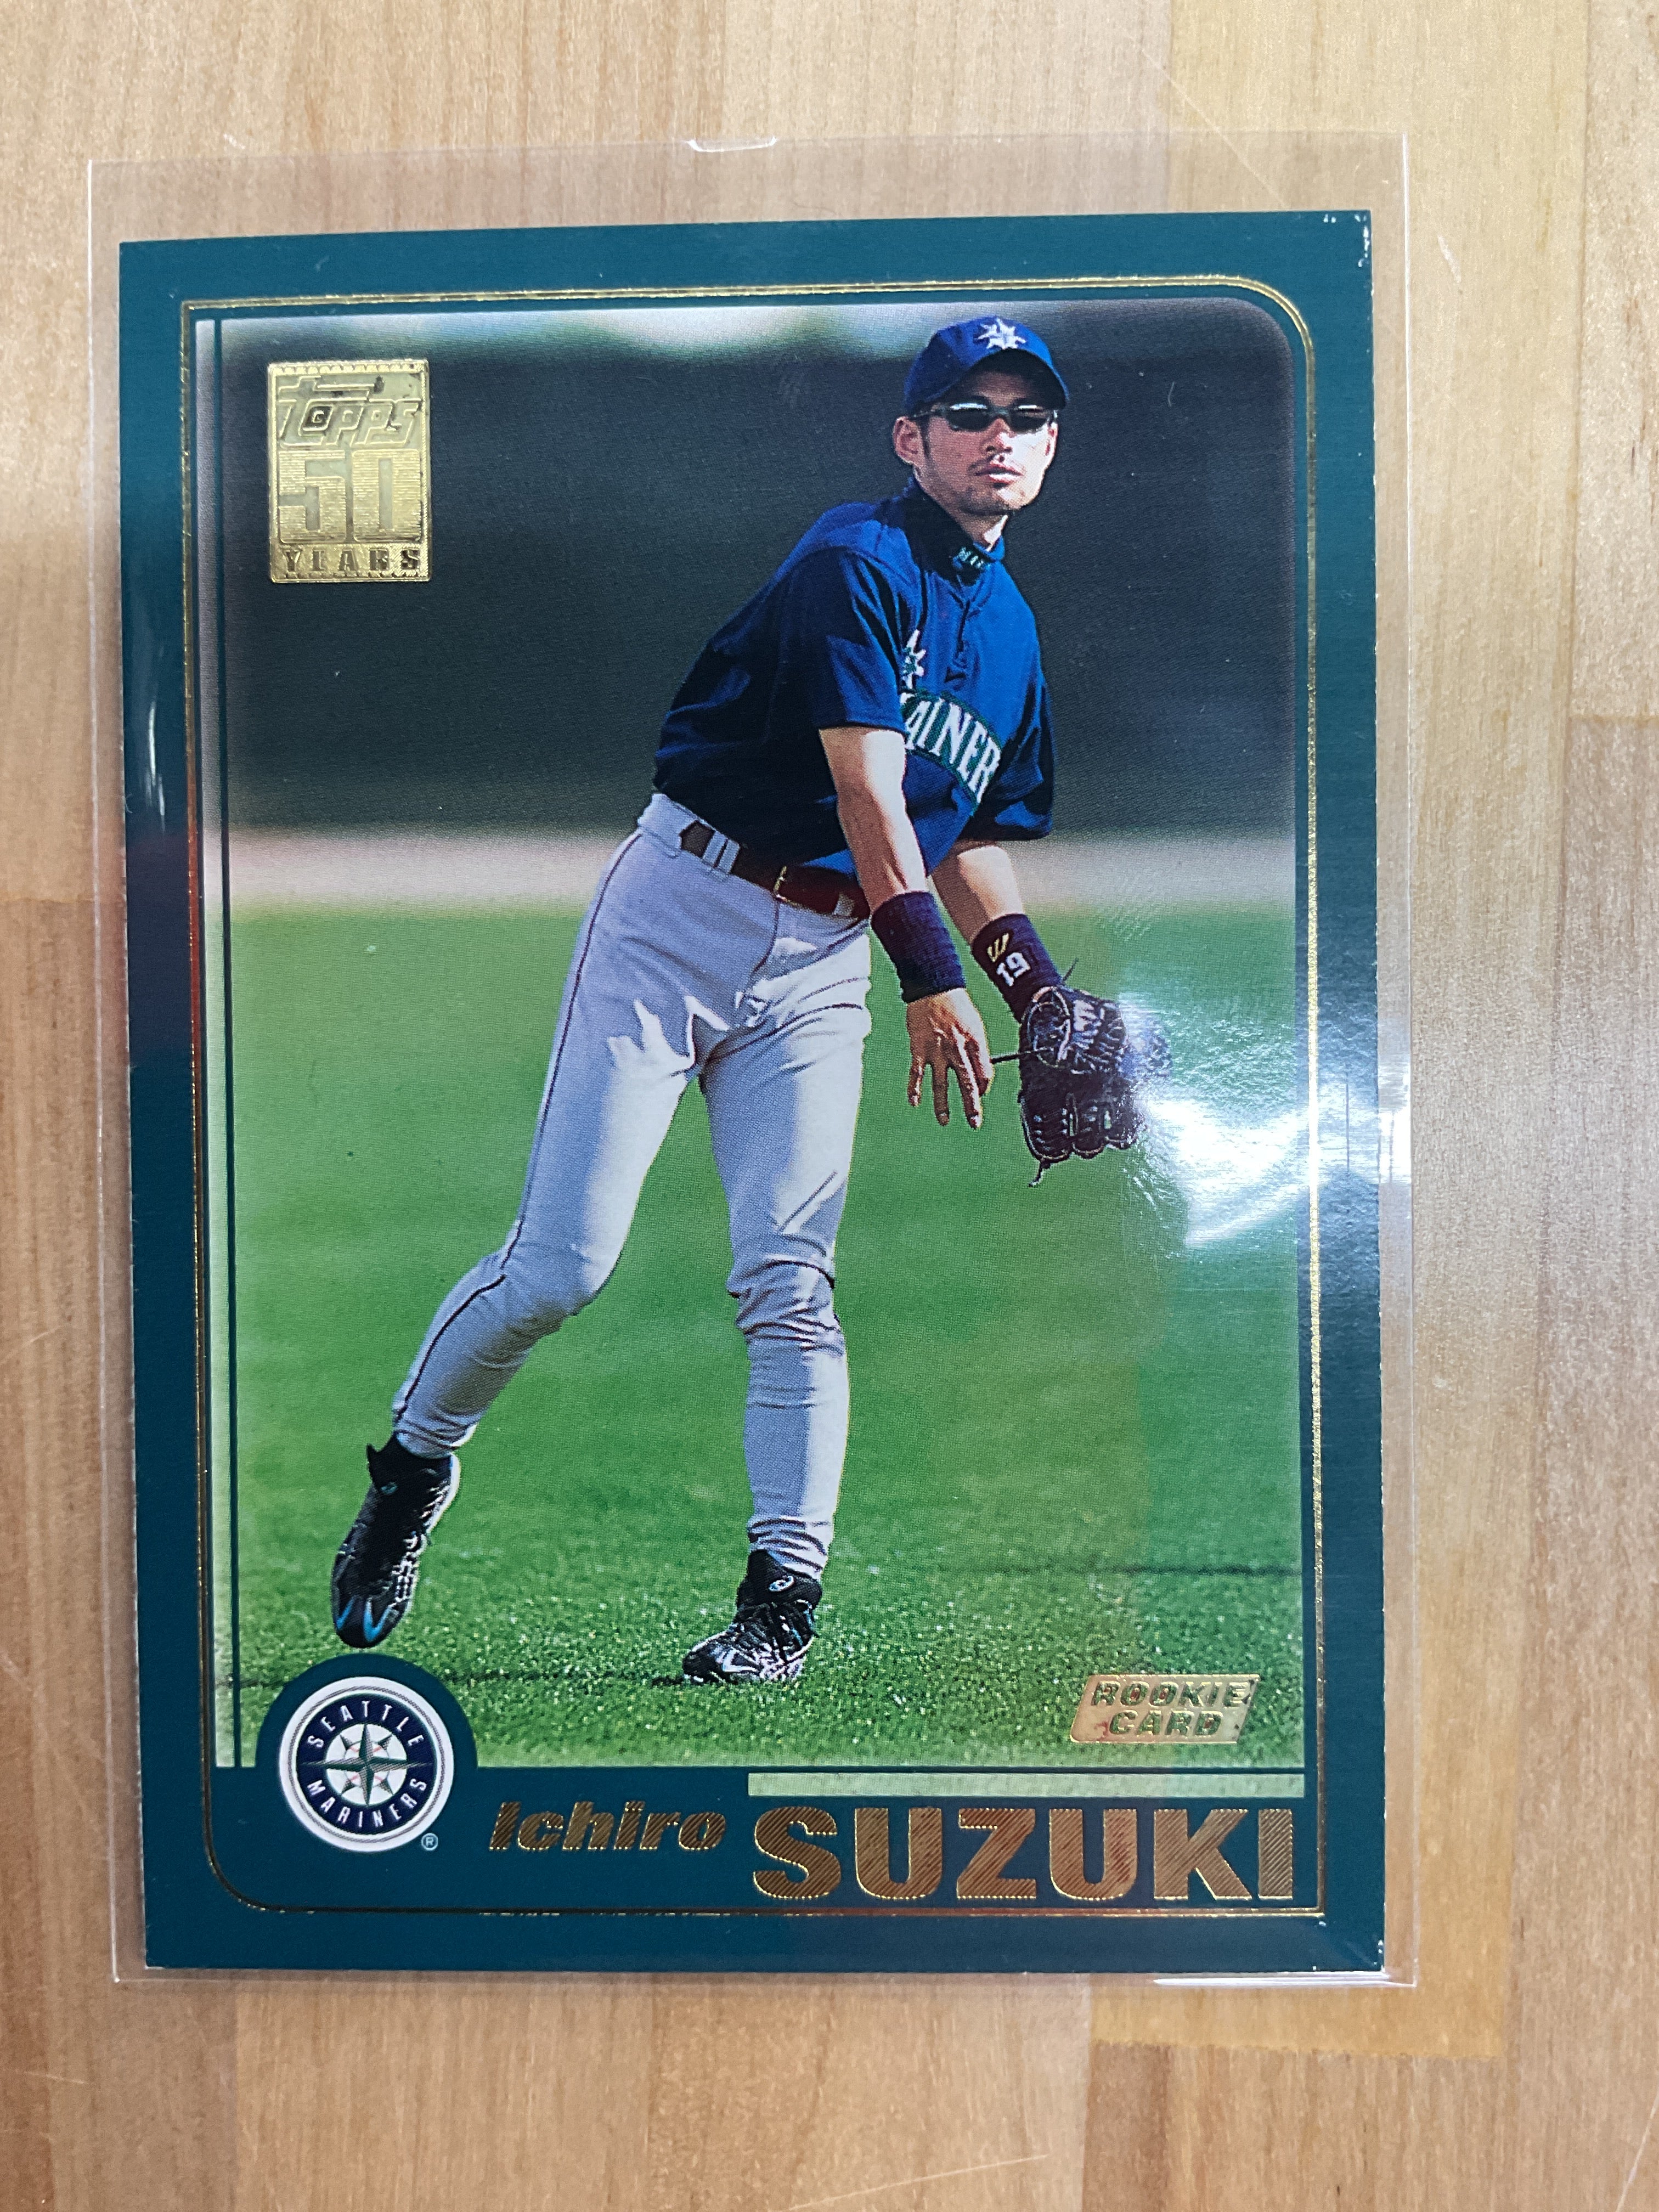 Topps
50
YEARS
MARINERS
19
ROOKIE
CARD
SEATTLE
MARINERS
®
Ichiro SUZUKI